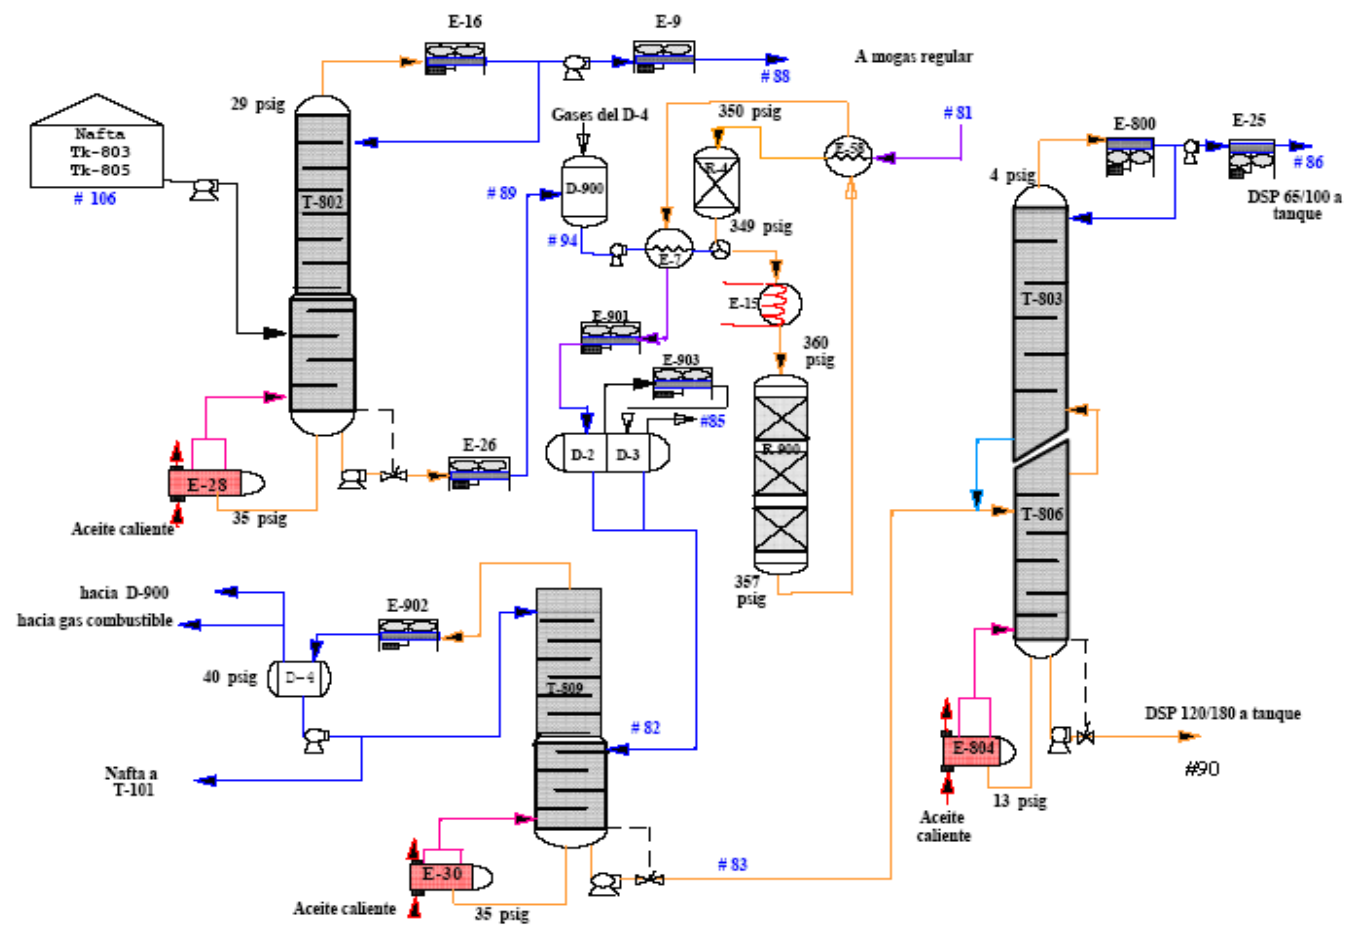 E-16
E-9
A mogas regular
# 88
29 psig
Nafta
Tk-803
Tk-805
# 106
T-802
Gases del D-4
350 psig
# 81
E-58
R-4
D-900
# 89
# 94
349 psig
E-7
E-15
E-800
E-25
# 86
4 psig
DSP 65/100 a
tanque
T-803
E-901
360
psig
E-903
#85
D-2
D-3
R-900
E-26
E-28
35 psig
Aceite caliente
T-806
357
psig
hacia D-900
hacia gas combustible
E-902
40 psig
D-4
T-809
# 82
Nafta a
T-101
DSP 120/180 a tanque
#90
E-804
13 psig
Aceite
caliente
# 83
E-30
Aceite caliente
35 psig